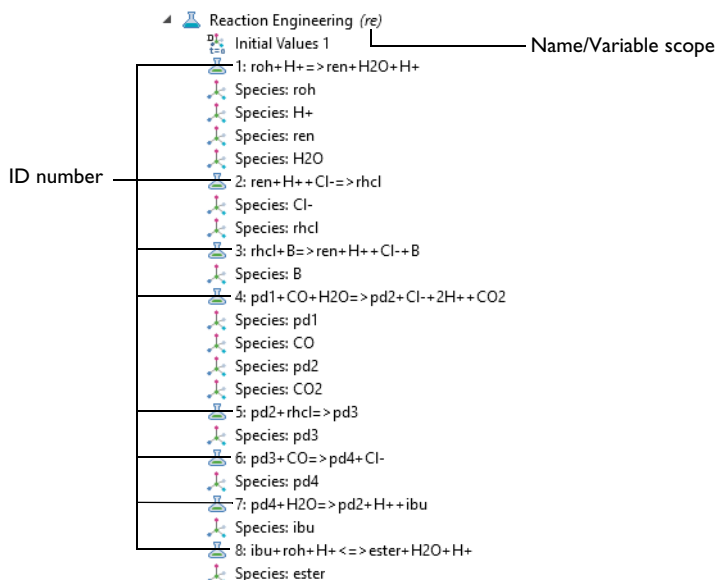 Reaction Engineering (re)
Initial Values 1
Name/Variable scope
1: roh+H+=>ren+H2O+H+
Species: roh
Species: H+
Species: ren
Species: H2O
ID number
2: ren+H++Cl-=>rhcl
Species: Cl-
Species: rhcl
3: rhcl+B=>ren+H++Cl-+B
Species: B
4: pd1+CO+H2O=>pd2+Cl-+2H++CO2
Species: pd1
Species: CO
Species: pd2
Species: CO2
5: pd2+rhcl=>pd3
Species: pd3
6: pd3+CO=>pd4+Cl-
Species: pd4
7: pd4+H2O=>pd2+H++ibu
Species: ibu
8: ibu+roh+H+<=>ester+H2O+H+
Species: ester